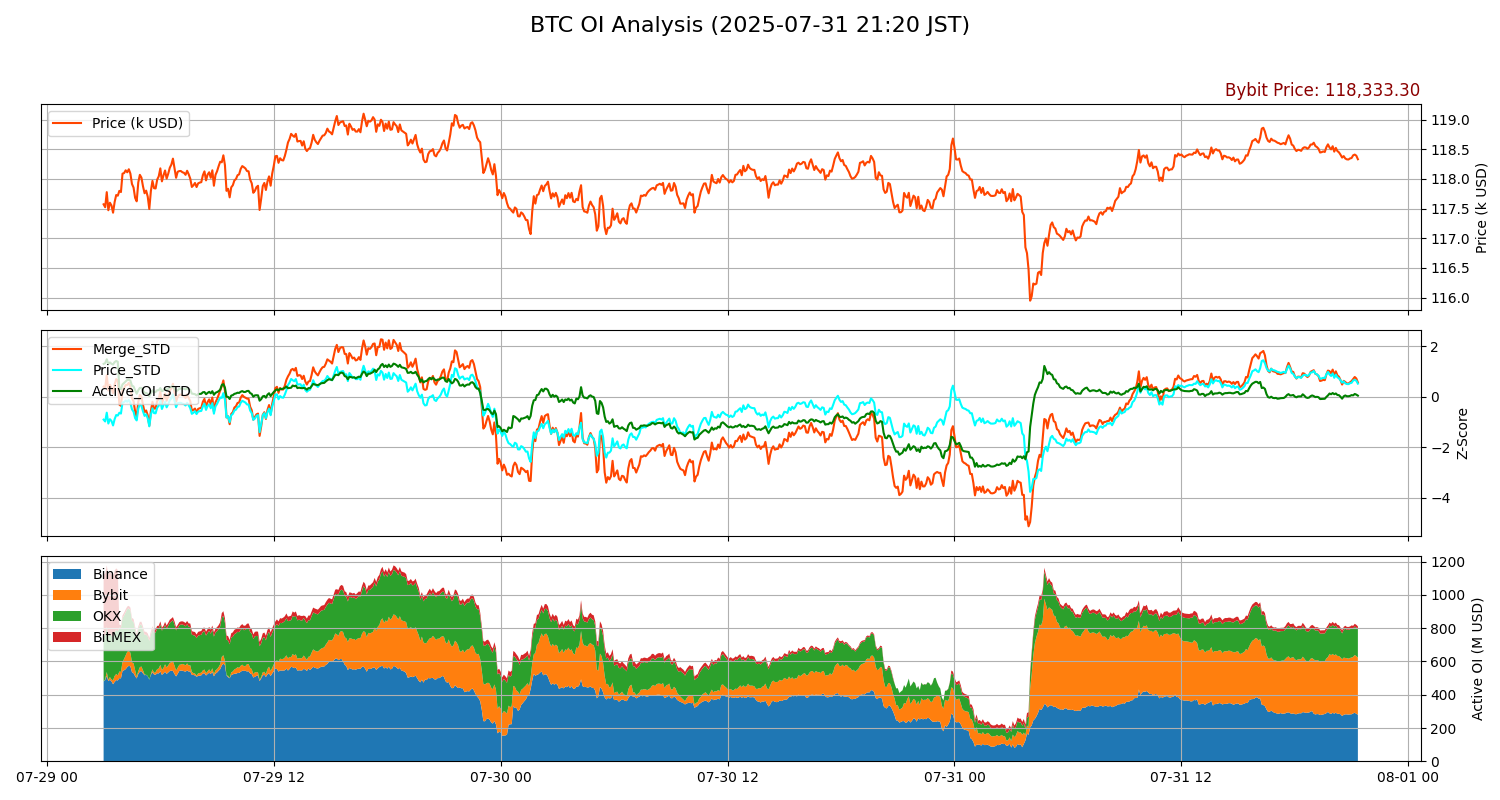 BTC OI Analysis (2025-07-31 21:20 JST)
Bybit Price: 118,333.30
Price (k USD)
119.0
118.5
118.0
117.5
117.0
116.5
116.0
Price (k USD)
Merge_STD
Price_STD
Active_OI_STD
2
0
−2
−4
Z-Score
Binance
Bybit
OKX
BitMEX
1200
1000
800
600
400
200
0
Active OI (M USD)
07-29 00
07-29 12
07-30 00
07-30 12
07-31 00
07-31 12
08-01 00